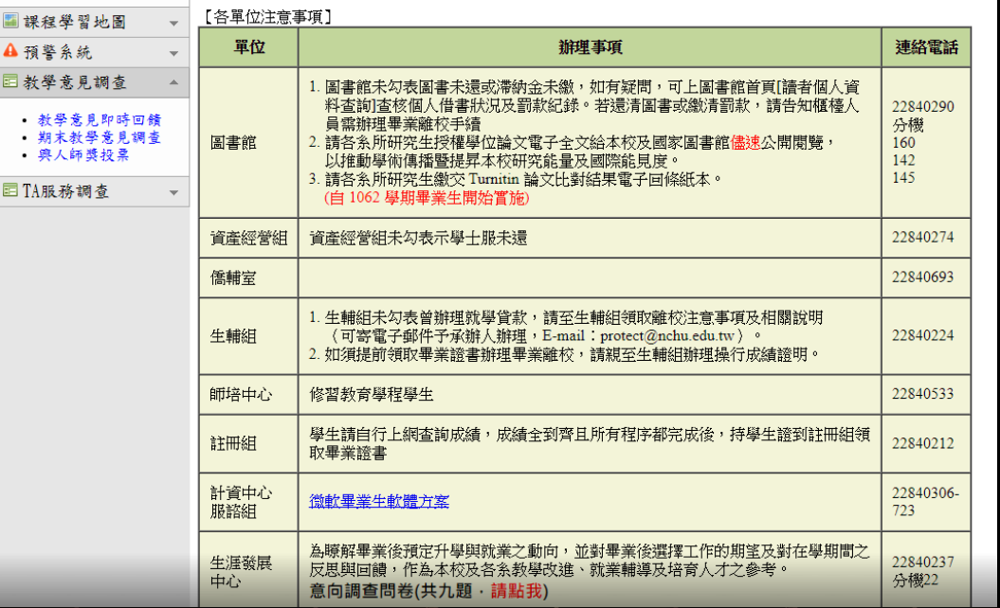 課程學習地圖
預警系統
教學意見調查
教學意見即時回饋
期末教學意見調查
興人師獎投票
TA服務調查
【各單位注意事項】
單位
辦理事項
連絡電話
圖書館
1. 圖書館未勾表圖書未還或滯納金未繳，如有疑問，可上圖書館首頁[讀者個人資
料查詢]查核個人借書狀況及罰款紀錄。若還清圖書或繳清罰款，請告知櫃檯人
員需辦理畢業離校手續
2. 請各系所研究生授權學位論文電子全文給本校及國家圖書館儘速公開閱覽，
以推動學術傳播暨提昇本校研究能量及國際能見度。
3. 請各系所研究生繳交 Turnitin 論文比對結果電子回條紙本。
(自 1062 學期畢業生開始實施)
22840290
分機
160
142
145
資產經營組
資產經營組未勾表示學士服未還
22840274
僑輔室
22840693
生輔組
1. 生輔組未勾表曾辦理就學貸款，請至生輔組領取離校注意事項及相關說明
（可寄電子郵件予承辦人辦理，E-mail：protect@nchu.edu.tw）。
2. 如須提前領取畢業證書辦理畢業離校，請親至生輔組辦理操行成績證明。
22840224
師培中心
修習教育學程學生
22840533
註冊組
學生請自行上網查詢成績，成績全到齊且所有程序都完成後，持學生證到註冊組領
取畢業證書
22840212
計資中心
服諮組
微軟畢業生軟體方案
22840306-
723
生涯發展
中心
為瞭解畢業後預定升學與就業之動向，並對畢業後選擇工作的期望及對在學期間之
反思與回饋，作為本校及各系教學改進、就業輔導及培育人才之參考。
意向調查問卷(共九題．請點我)
22840237
分機22